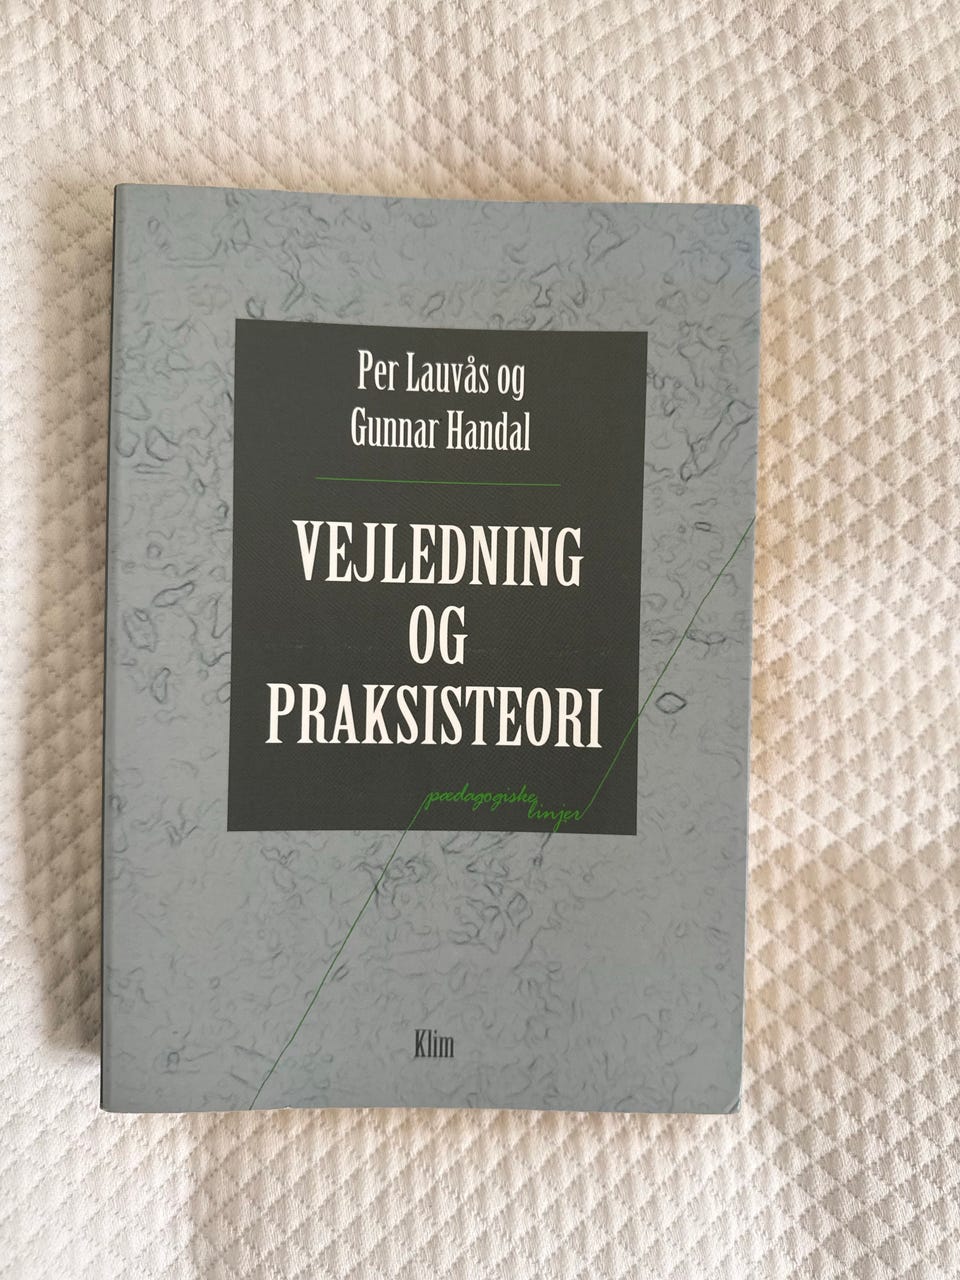 Per Lauvås og
Gunnar Handal
VEJLEDNING
OG
PRAKSISTEORI
pædagogiske
linjer
Klim